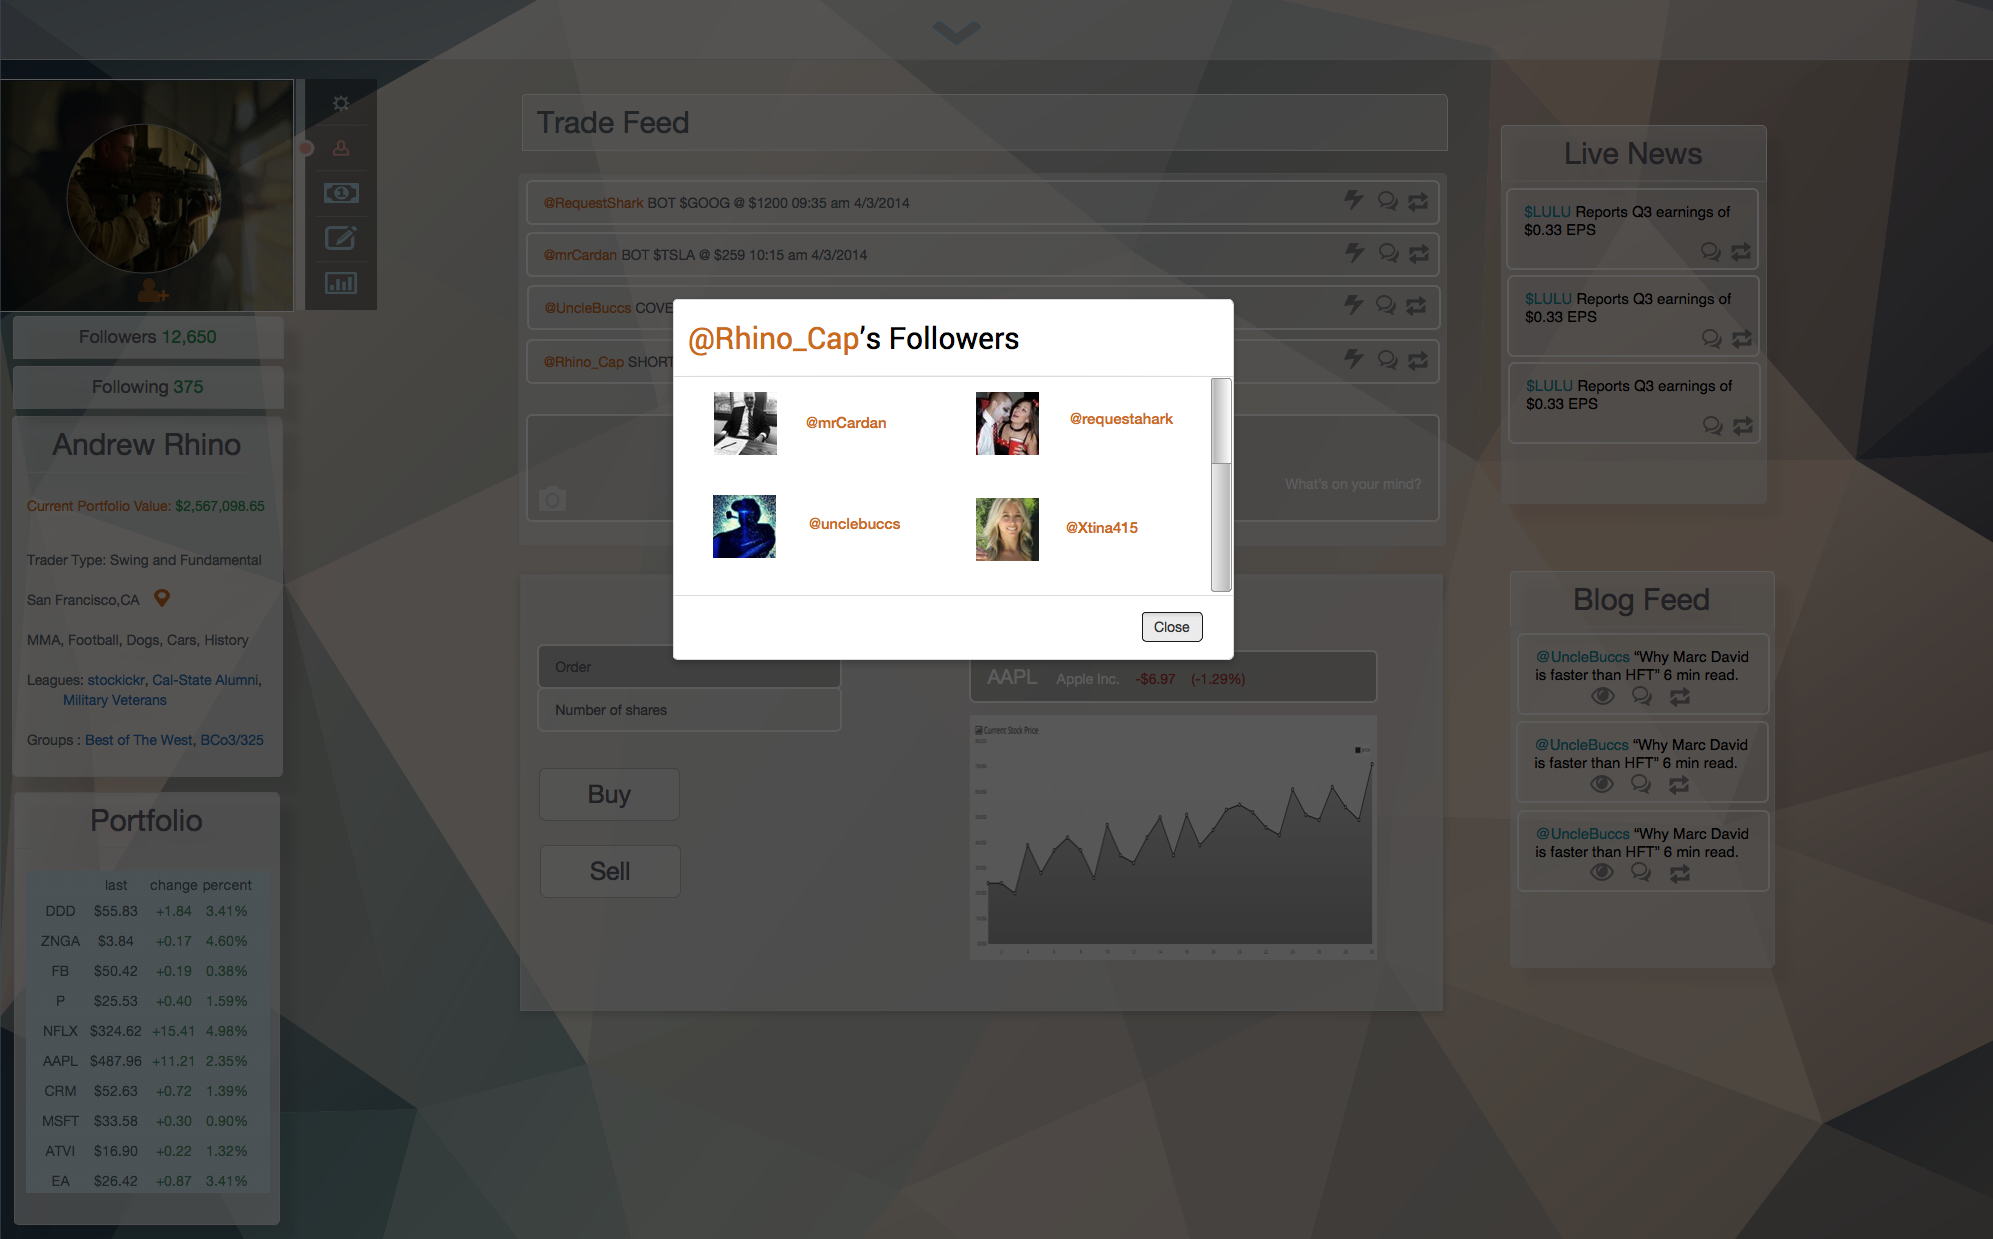 Followers 12,650
Following 375
Andrew Rhino
Current Portfolio Value: $2,567,098.65
Trader Type: Swing and Fundamental
San Francisco,CA
MMA, Football, Dogs, Cars, History
Leagues: stockickr, Cal-State Alumni,
Military Veterans
Groups : Best of The West, BCo3/325
Portfolio
last change percent
DDD $55.83 +1.84 3.41%
ZNGA $3.84 +0.17 4.60%
FB $50.42 +0.19 0.38%
P $25.53 +0.40 1.59%
NFLX $324.62 +15.41 4.98%
AAPL $487.96 +11.21 2.35%
CRM $52.63 +0.72 1.39%
MSFT $33.58 +0.30 0.90%
ATVI $16.90 +0.22 1.32%
EA $26.42 +0.87 3.41%
Trade Feed
@RequestShark BOT $GOOG @ $1200 09:35 am 4/3/2014
@mrCardan BOT $TSLA @ $259 10:15 am 4/3/2014
@UncleBuccs COVE
@Rhino_Cap SHORT
What's on your mind?
@Rhino_Cap’s Followers
@mrCardan
@requestahark
@unclebuccs
@Xtina415
Close
Order
Number of shares
Buy
Sell
AAPL Apple Inc. -$6.97 (-1.29%)
Current Stock Price
Live News
$LULU Reports Q3 earnings of
$0.33 EPS
$LULU Reports Q3 earnings of
$0.33 EPS
$LULU Reports Q3 earnings of
$0.33 EPS
Blog Feed
@UncleBuccs “Why Marc David
is faster than HFT” 6 min read.
@UncleBuccs “Why Marc David
is faster than HFT” 6 min read.
@UncleBuccs “Why Marc David
is faster than HFT” 6 min read.